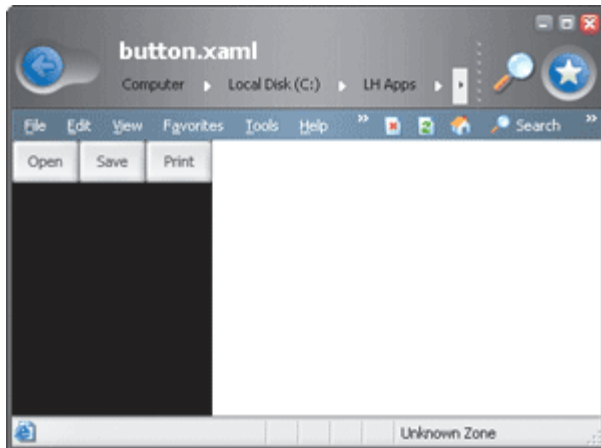 button.xaml
Computer Local Disk (C:) LH Apps
File Edit View Favorites Tools Help » Search »
Open Save Print
Unknown Zone